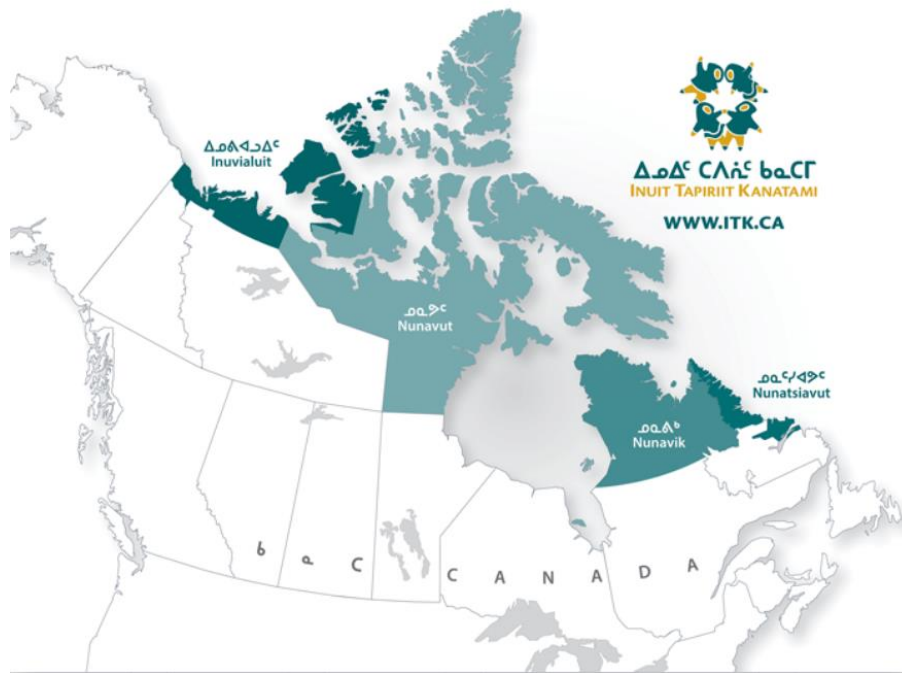 ᐃᓄᐃᑦ ᑕᐱᕇᑦ ᑲᓇᑕᒥ
INUIT TAPIRIIT KANATAMI
WWW.ITK.CA
ᐃᓄᕕᐊᓗᐃᑦ
Inuvialuit
ᓄᓇᕗᑦ
Nunavut
ᓄᓇᑦᓯᐊᕗᑦ
Nunatsiavut
ᓄᓇᕕᒃ
Nunavik
ᑲ ᓇ ᑕ
C A N A D A